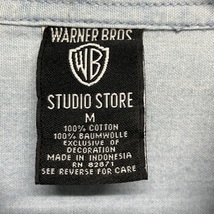 WARNER BROS
WB
STUDIO STORE
M
100% COTTON
100% BAUMWOLLE
EXCLUSIVE OF
DECORATION
MADE IN INDONESIA
RN 82871
SEE REVERSE FOR CARE